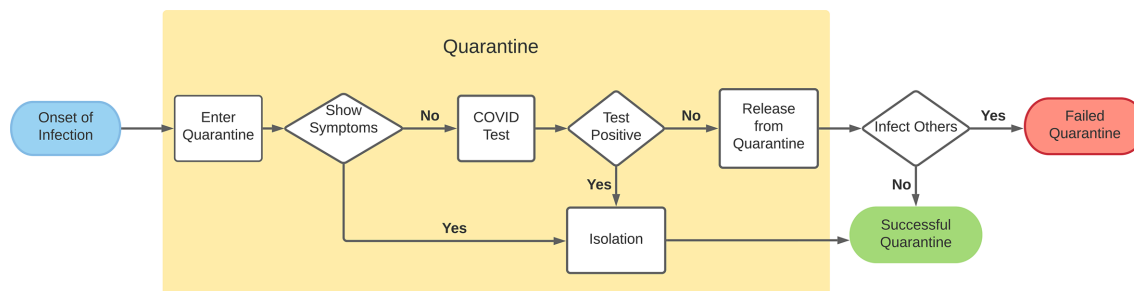 Quarantine
Onset of
Infection
Enter
Quarantine
Show
Symptoms
No
COVID
Test
Test
Positive
No
Release
from
Quarantine
Infect Others
Yes
Failed
Quarantine
Yes
No
Yes
Isolation
Successful
Quarantine